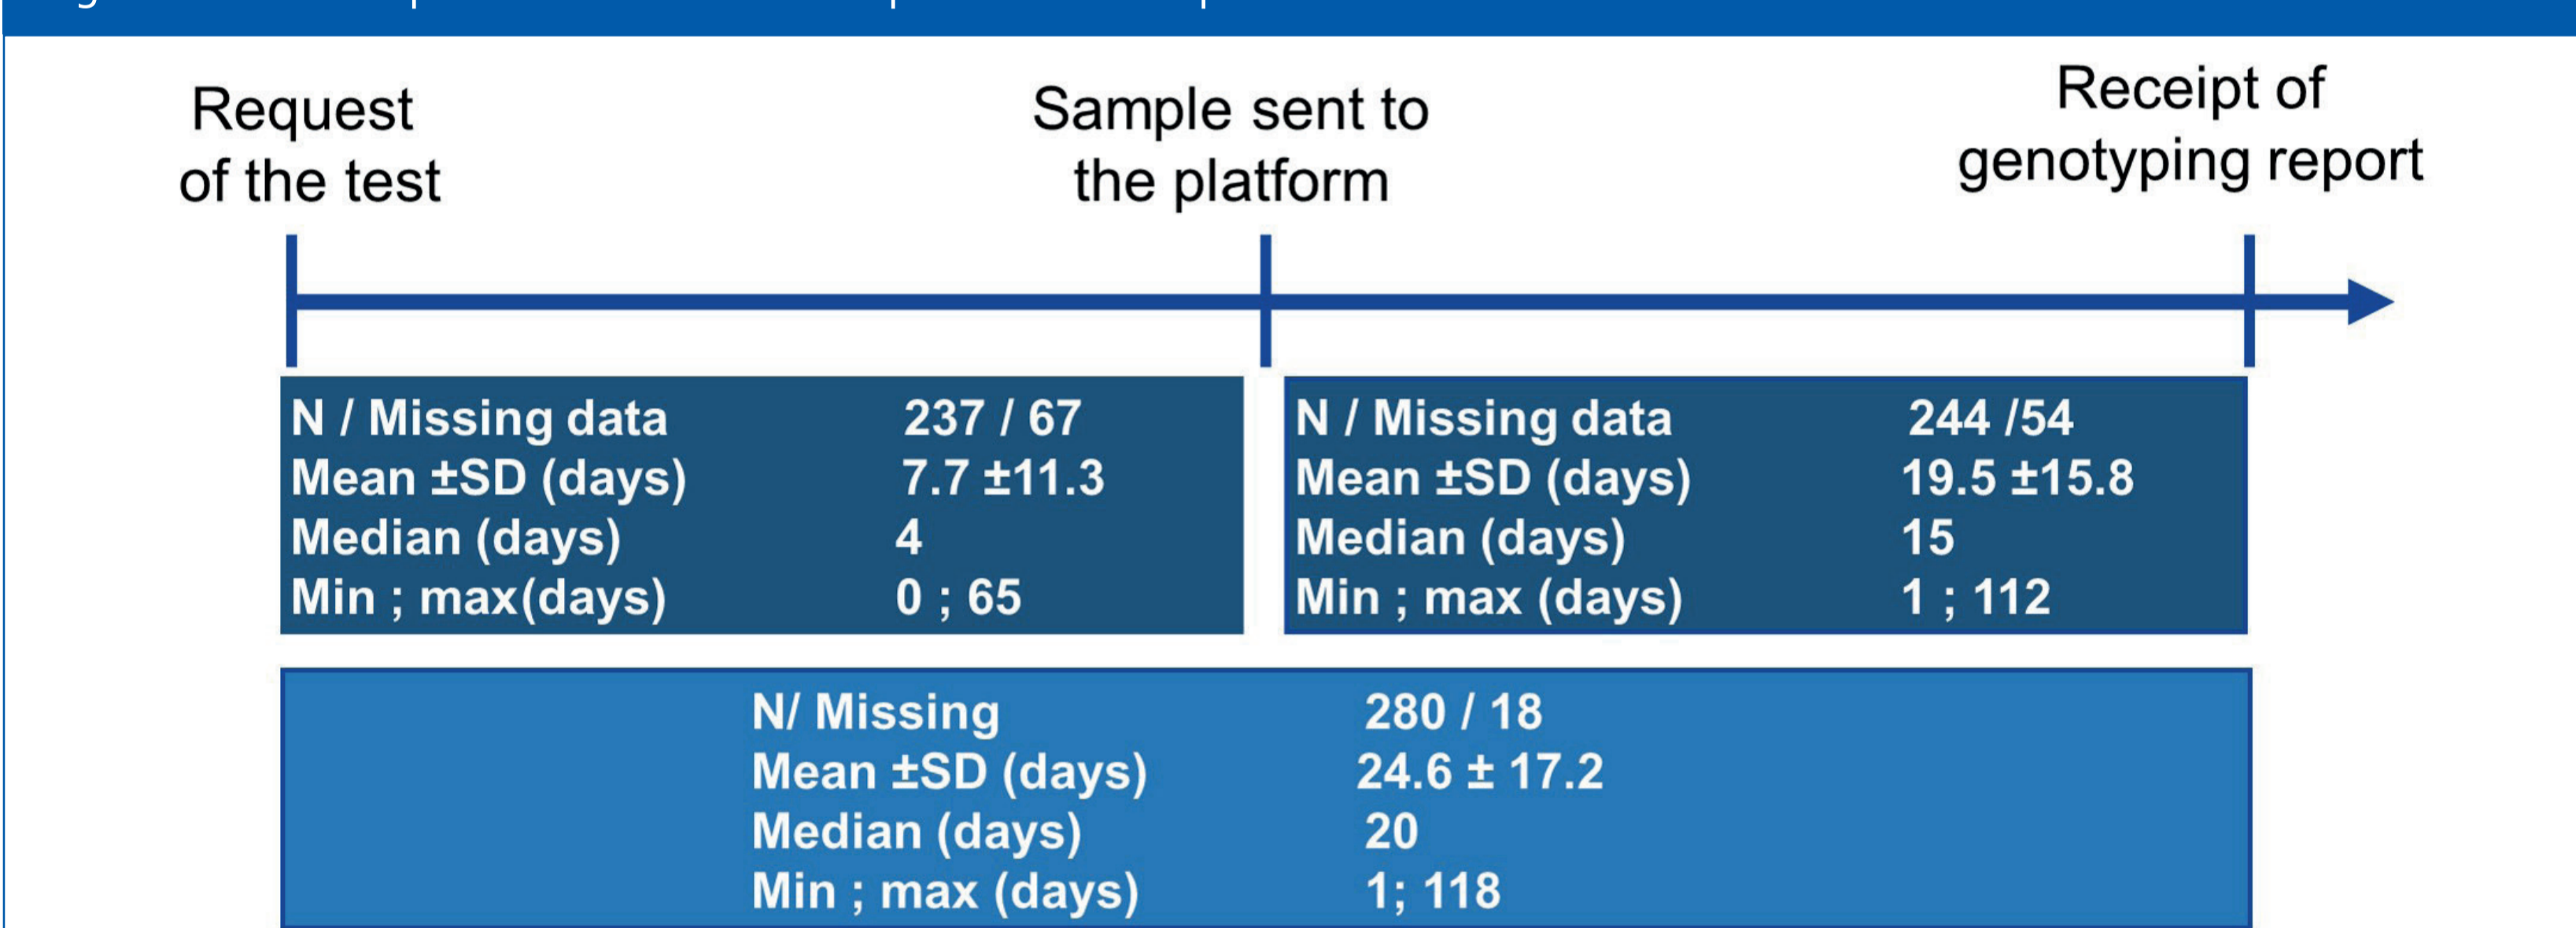 Request
of the test
Sample sent to
the platform
Receipt of
genotyping report
N / Missing data 237 / 67
Mean ±SD (days) 7.7 ±11.3
Median (days) 4
Min ; max(days) 0 ; 65
N / Missing data 244 /54
Mean ±SD (days) 19.5 ±15.8
Median (days) 15
Min ; max (days) 1 ; 112
N/ Missing 280 / 18
Mean ±SD (days) 24.6 ± 17.2
Median (days) 20
Min ; max (days) 1; 118